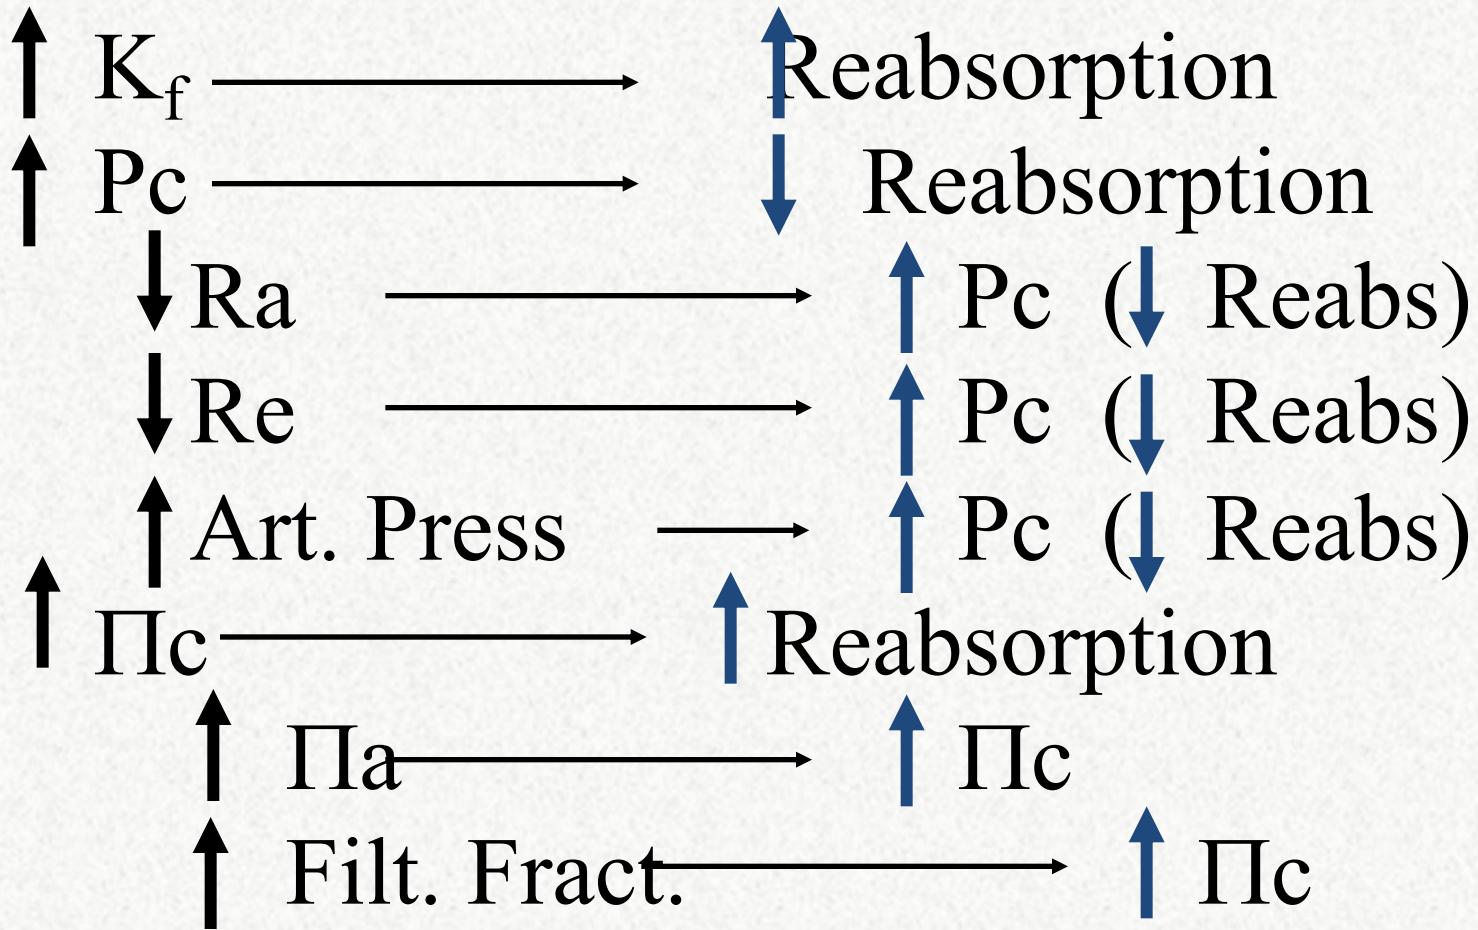 Kf Reabsorption
Pc Reabsorption
Ra Pc ( Reabs)
Re Pc ( Reabs)
Art. Press Pc ( Reabs)
Πc Reabsorption
Πa Πc
Filt. Fract. Πc